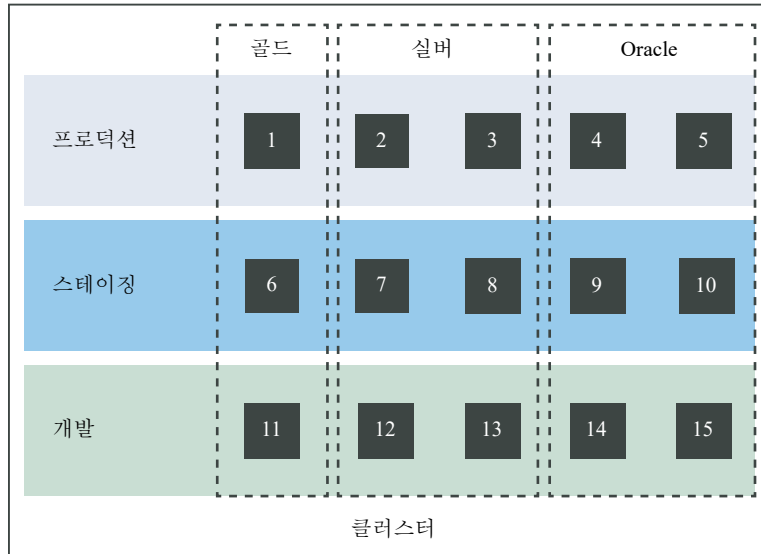 골드 실버 Oracle
프로덕션 1 2 3 4 5
스테이징 6 7 8 9 10
개발 11 12 13 14 15
클러스터